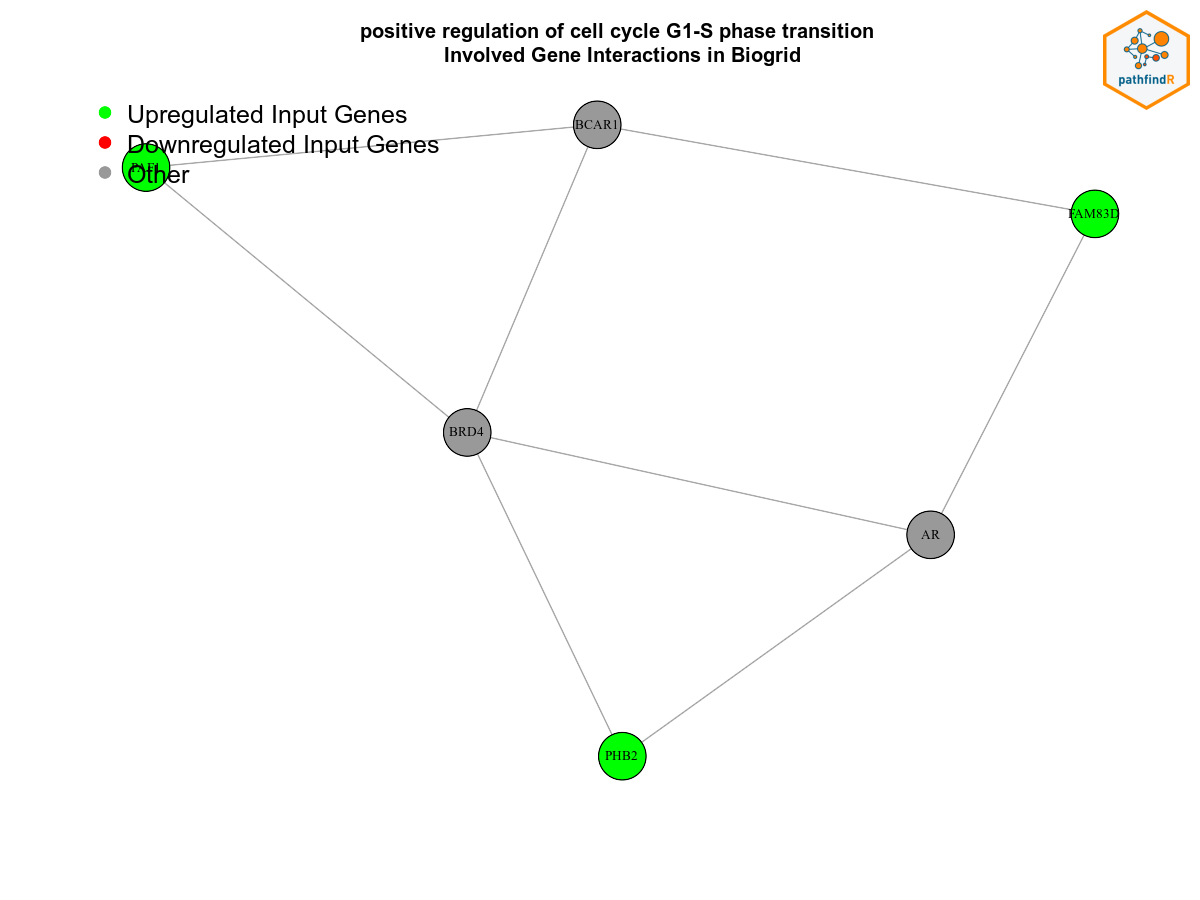 positive regulation of cell cycle G1-S phase transition
Involved Gene Interactions in Biogrid
pathfindR
Upregulated Input Genes
Downregulated Input Genes
Other
BCAR1
PAF1
FAM83D
BRD4
AR
PHB2